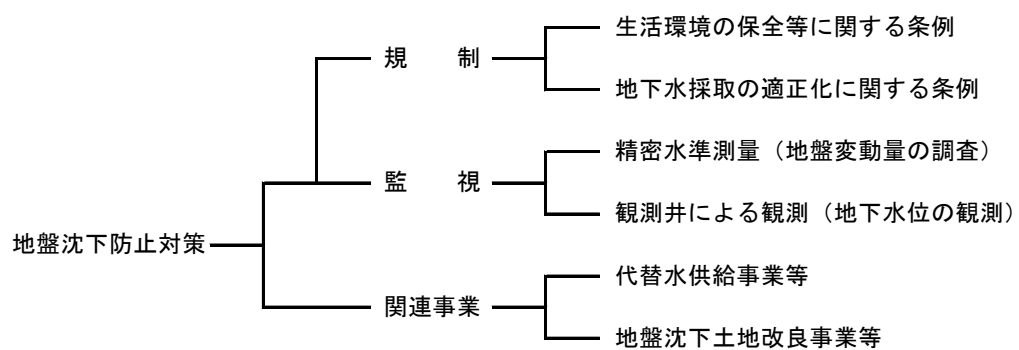 生活環境の保全等に関する条例
規　　制
地下水採取の適正化に関する条例
精密水準測量（地盤変動量の調査）
監　　視
観測井による観測（地下水位の観測）
地盤沈下防止対策
代替水供給事業等
関連事業
地盤沈下土地改良事業等